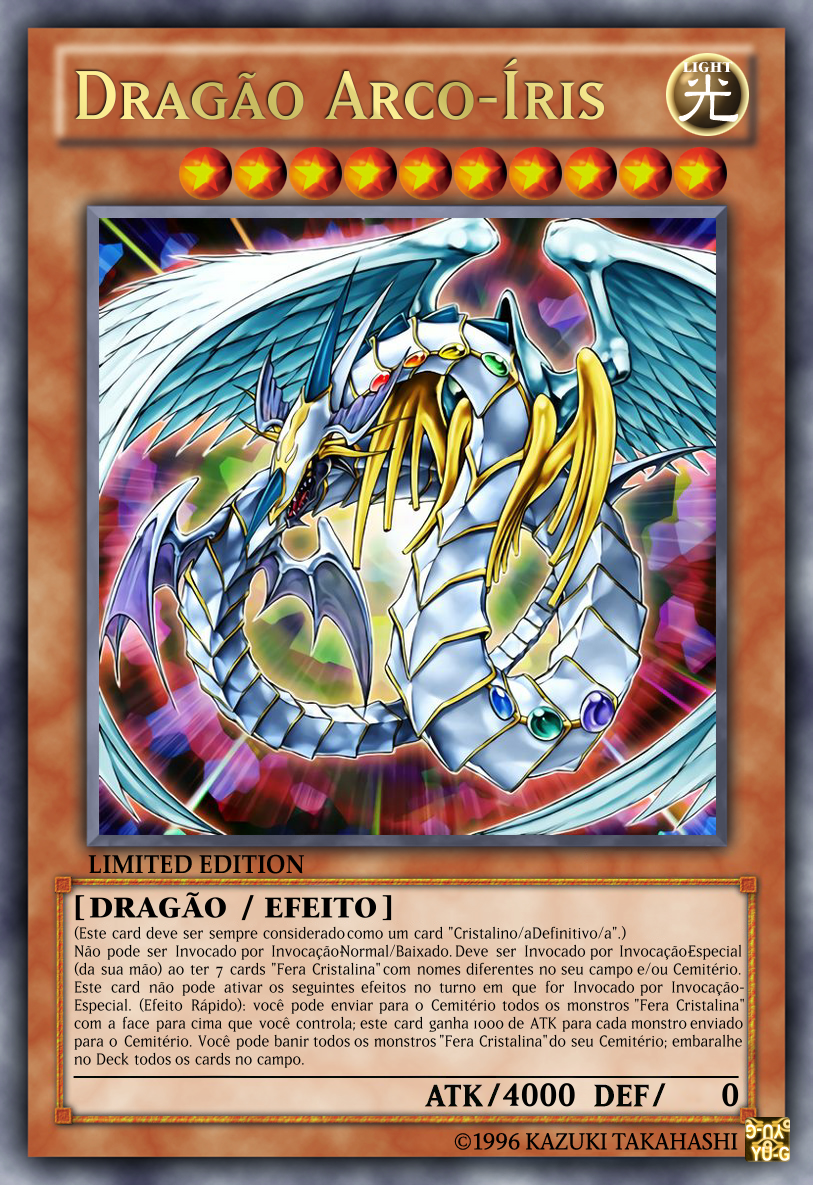 Dragão Arco-Íris
LIGHT
光
LIMITED EDITION
[ DRAGÃO / EFEITO ]
(Este card deve ser sempre considerado como um card "Cristalino/aDefinitivo/a".)
Não pode ser Invocado por Invocação-Normal/Baixado. Deve ser Invocado por Invocação-Especial
(da sua mão) ao ter 7 cards "Fera Cristalina" com nomes diferentes no seu campo e/ou Cemitério.
Este card não pode ativar os seguintes efeitos no turno em que for Invocado por Invocação-
Especial. (Efeito Rápido): você pode enviar para o Cemitério todos os monstros "Fera Cristalina"
com a face para cima que você controla; este card ganha 1000 de ATK para cada monstro enviado
para o Cemitério. Você pode banir todos os monstros "Fera Cristalina" do seu Cemitério; embaralhe
no Deck todos os cards no campo.
ATK/4000 DEF/ 0
©1996 KAZUKI TAKAHASHI